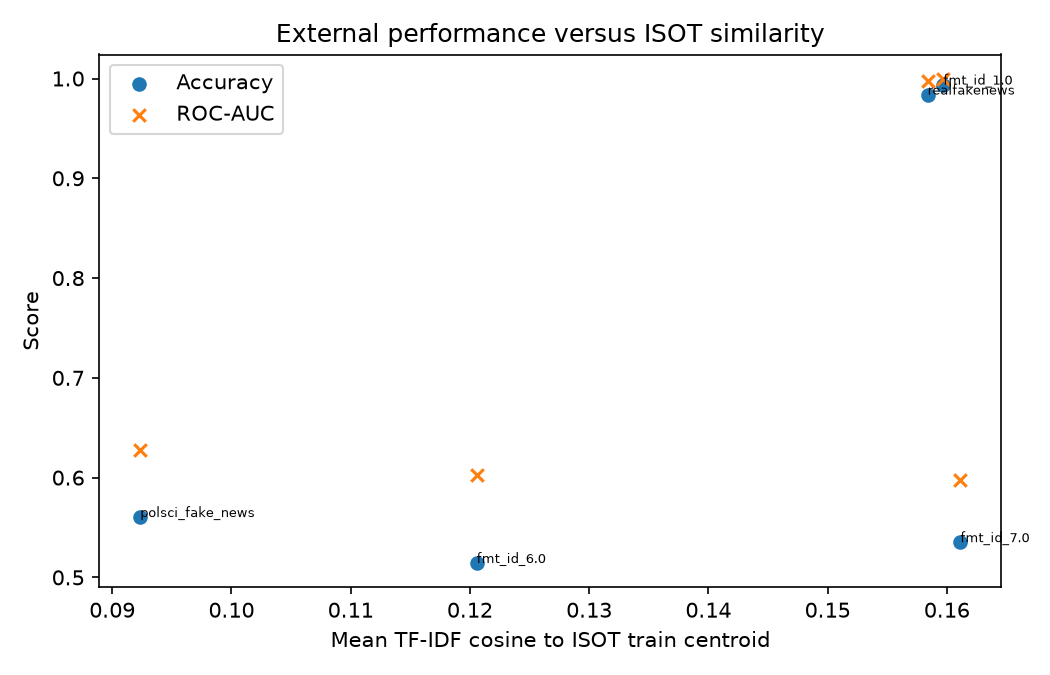 External performance versus ISOT similarity
Accuracy
ROC-AUC
1.0
0.9
0.8
0.7
0.6
0.5
Score
fmt_id_1.0
realfakenews
polsci_fake_news
fmt_id_6.0
fmt_id_7.0
0.09 0.10 0.11 0.12 0.13 0.14 0.15 0.16
Mean TF-IDF cosine to ISOT train centroid